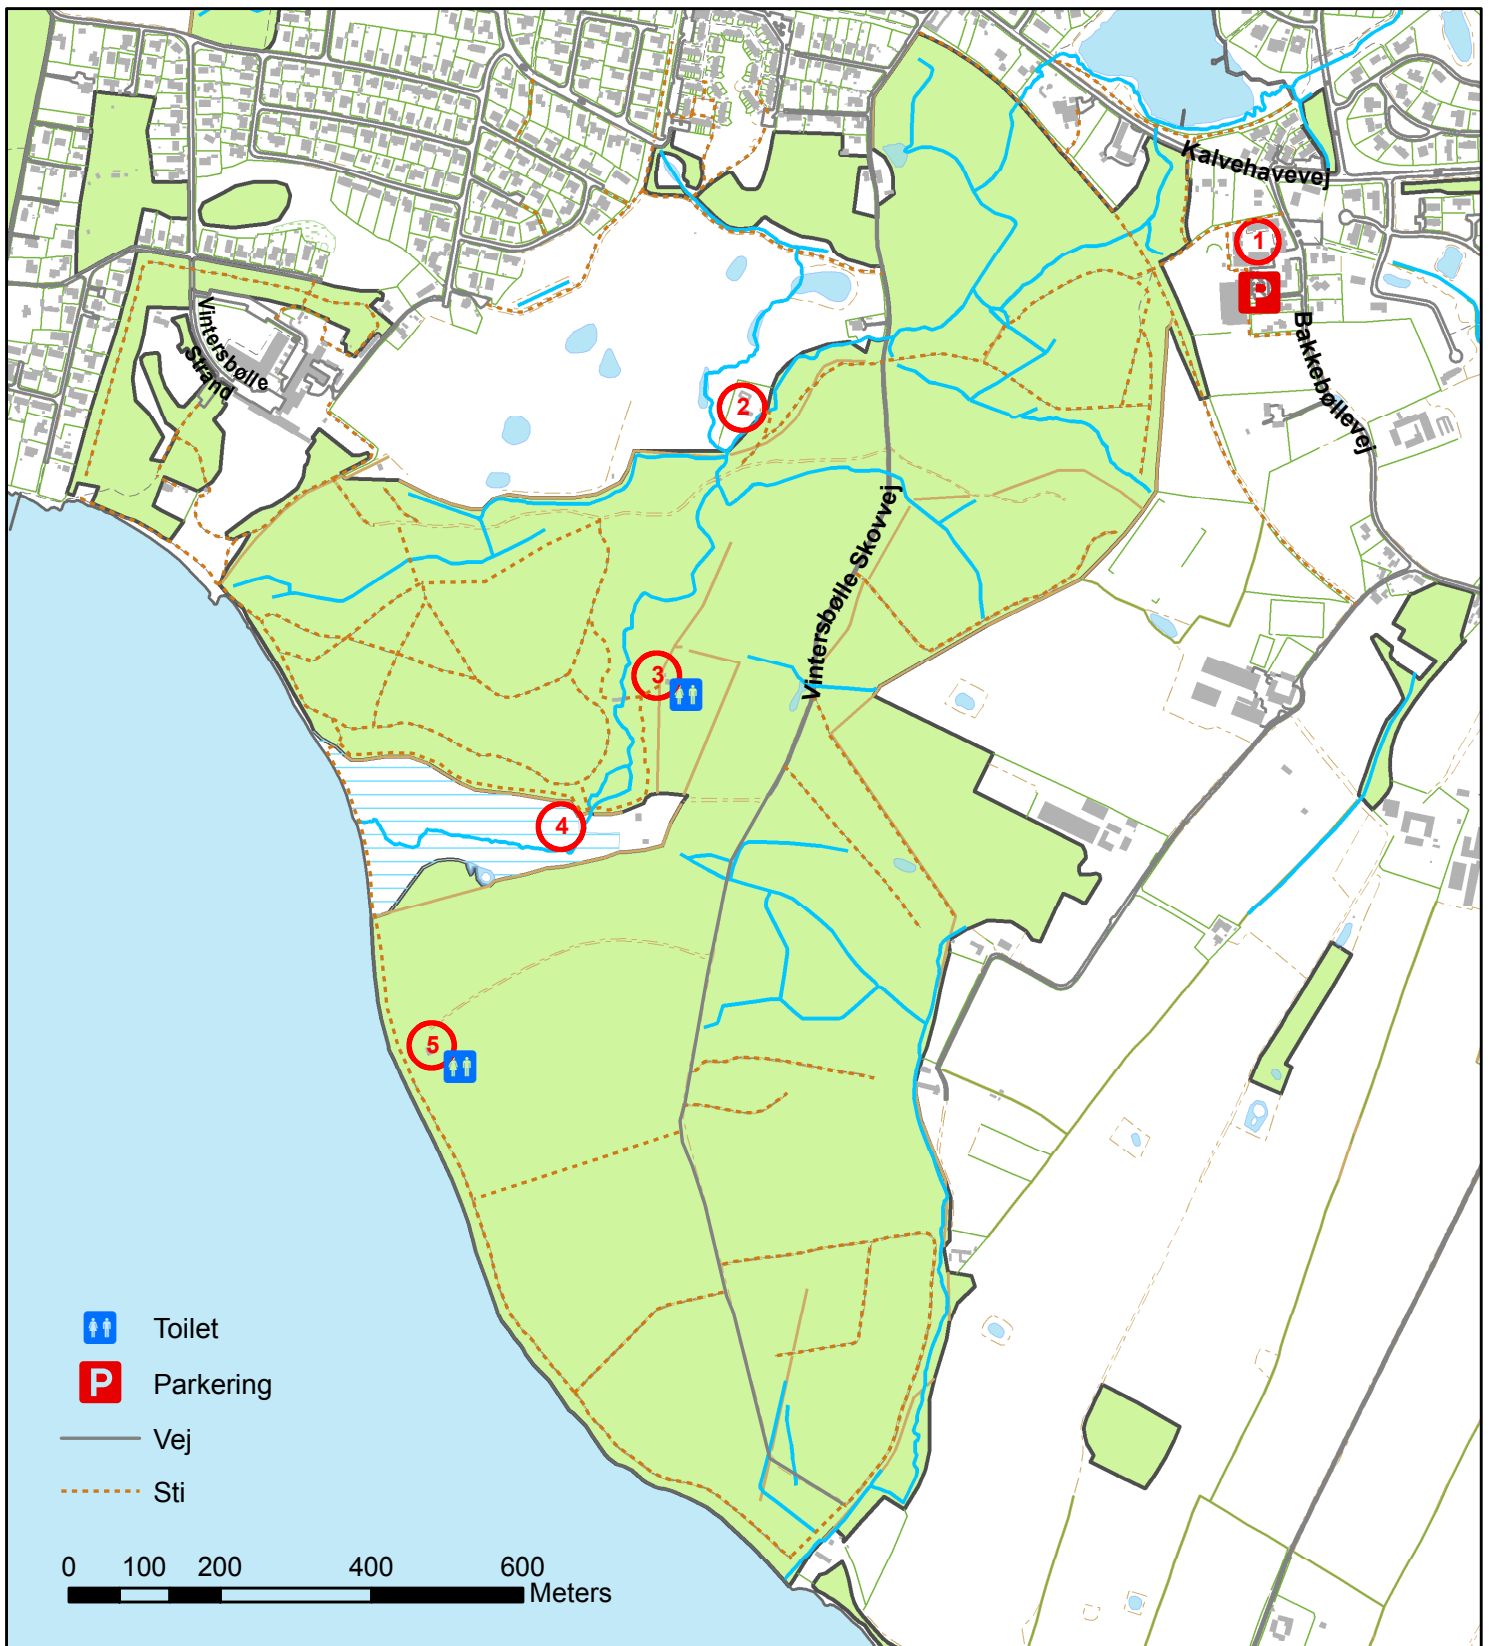 Kalvehavevej
1
P
Bakkebøllevej
Vintersbølle
Strand
2
Vintersbølle Skovvej
3
4
5
Toilet
P Parkering
Vej
Sti
0 100 200 400 600
Meters